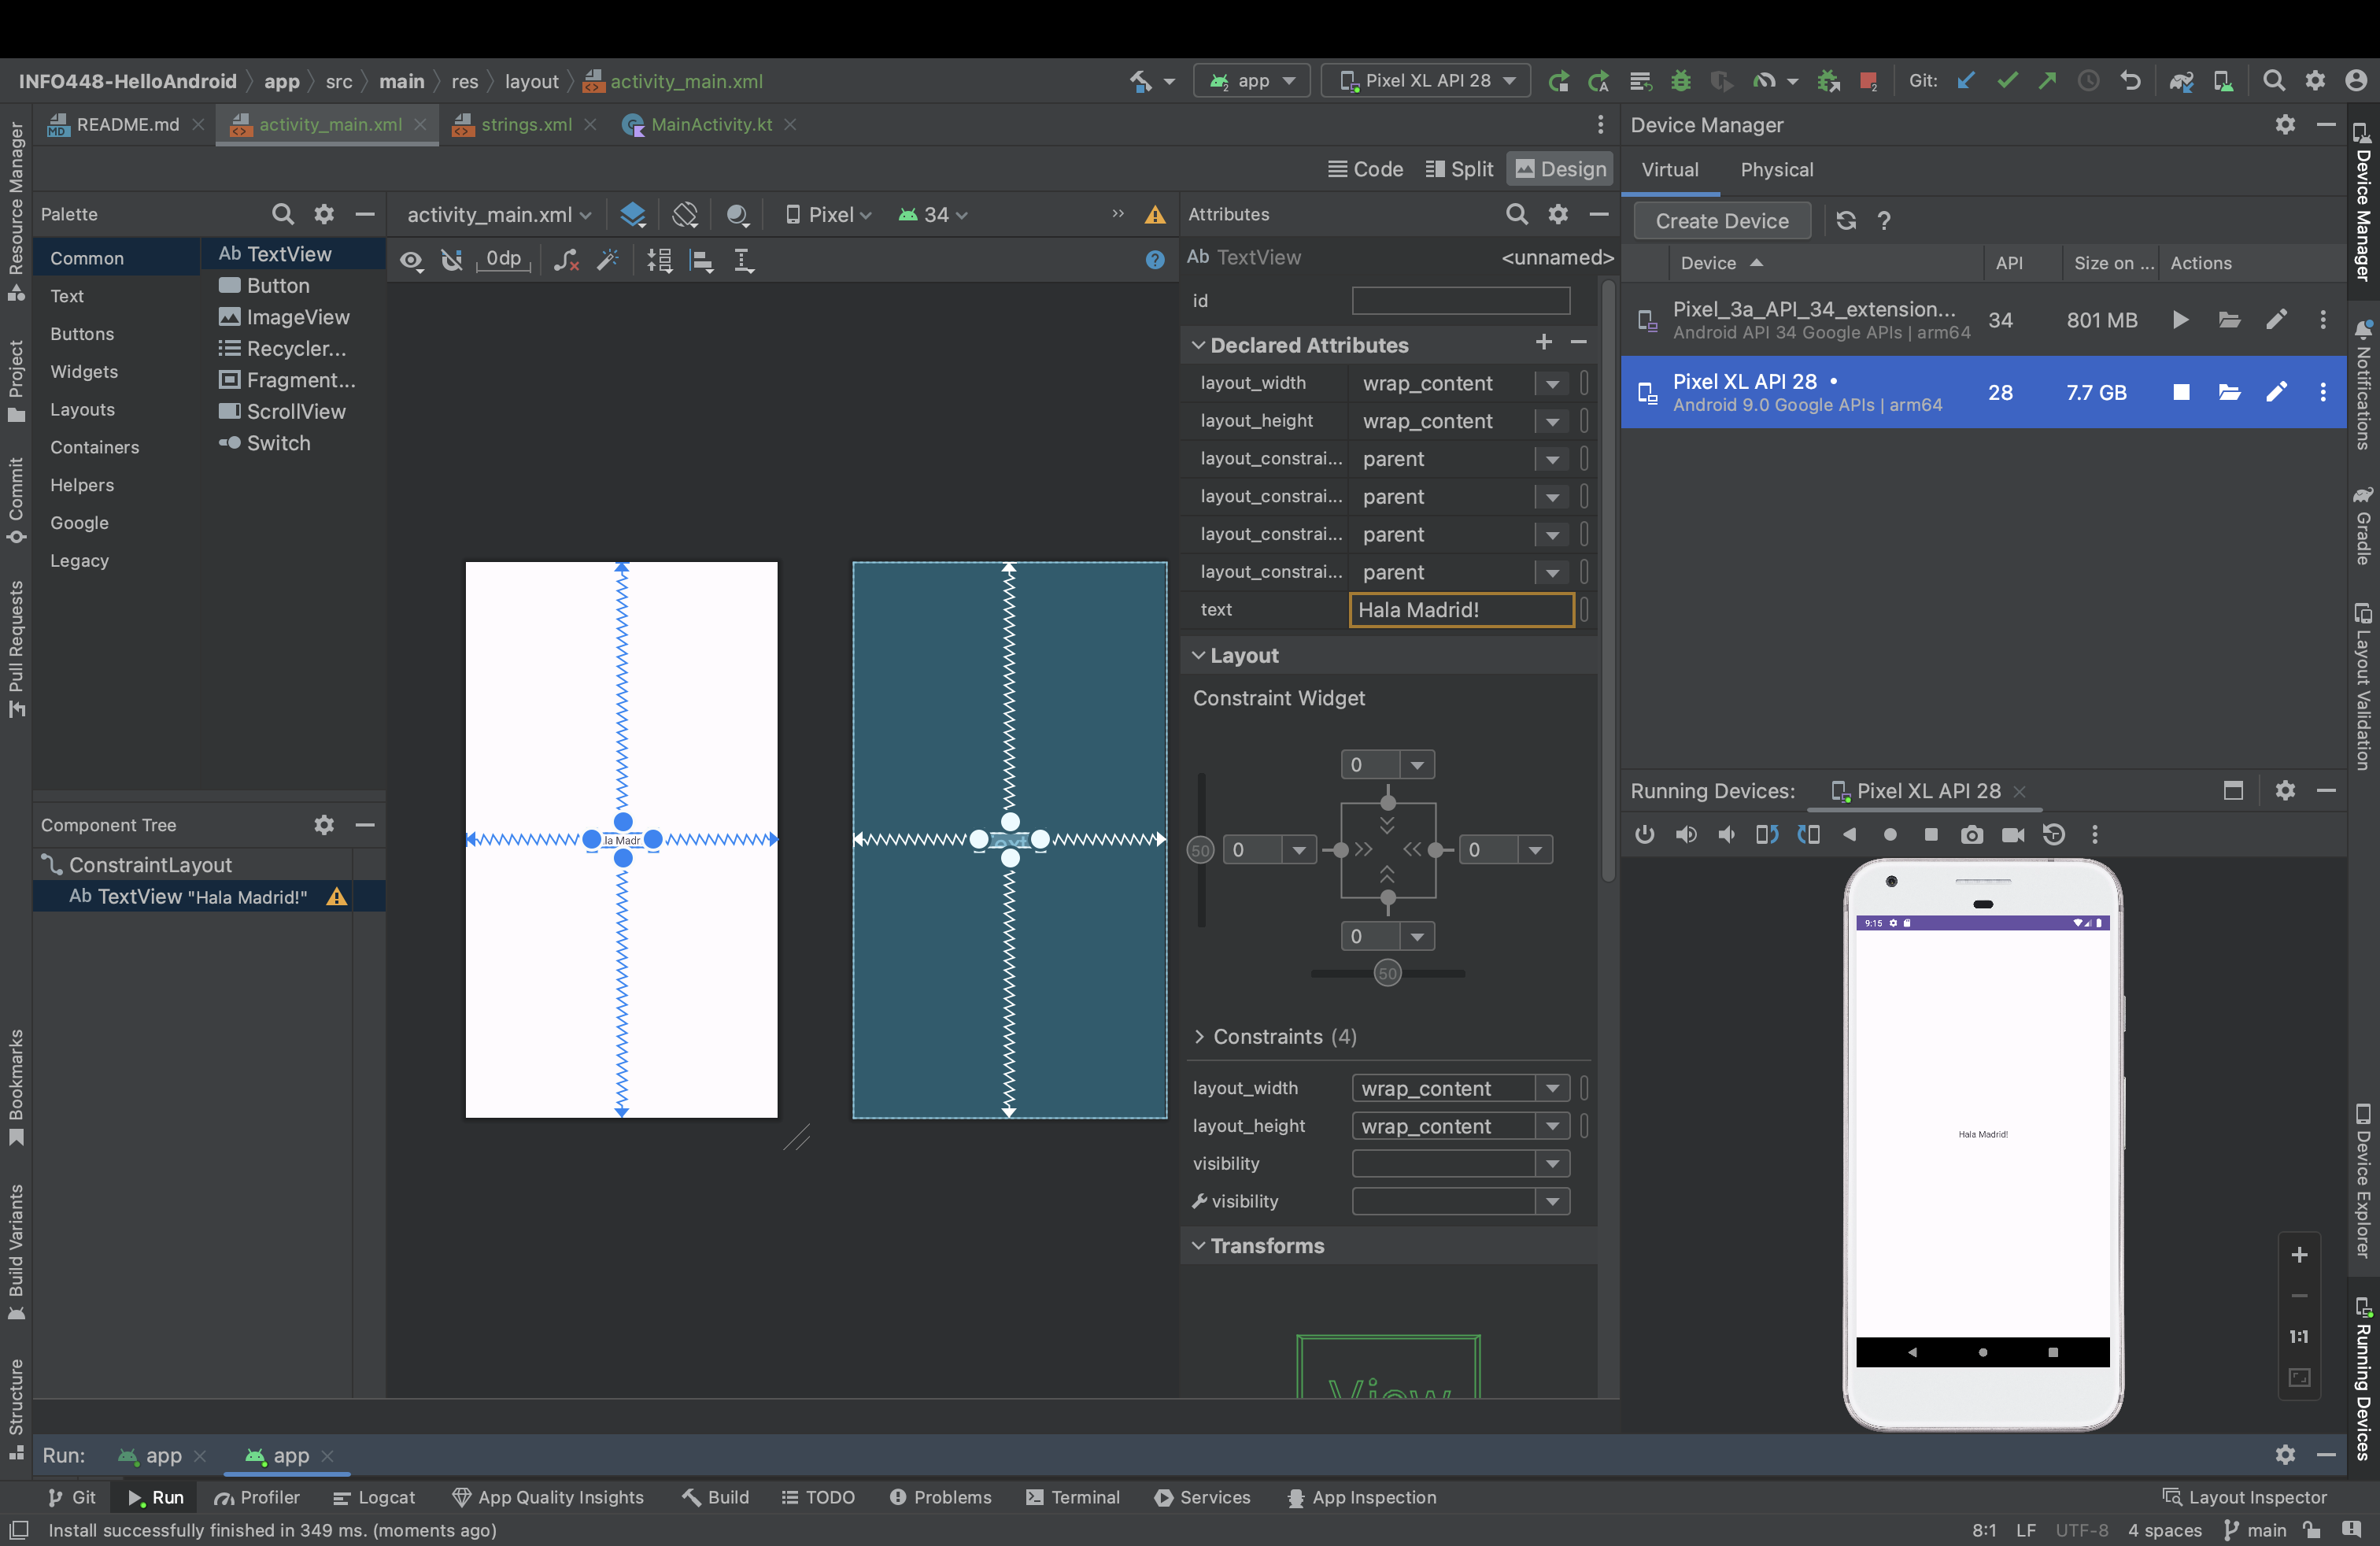 INFO448-HelloAndroid app src main res layout activity_main.xml
app Pixel XL API 28 Git:
README.md activity_main.xml strings.xml MainActivity.kt
Code Split Design
Palette
activity_main.xml Pixel 34
0dp
Common
Text
Buttons
Widgets
Layouts
Containers
Helpers
Google
Legacy
Ab TextView
Button
ImageView
Recycler...
Fragment...
ScrollView
Switch
Component Tree
ConstraintLayout
Ab TextView "Hala Madrid!"
la Madr
Attributes
Ab TextView <unnamed>
id
Declared Attributes
layout_width wrap_content
layout_height wrap_content
layout_constrai... parent
layout_constrai... parent
layout_constrai... parent
layout_constrai... parent
text Hala Madrid!
Layout
Constraint Widget
0
50 0 0
0
50
Constraints (4)
layout_width wrap_content
layout_height wrap_content
visibility
visibility
Transforms
View
Device Manager
Virtual Physical
Create Device ?
Device API Size on ... Actions
Pixel_3a_API_34_extension... 34 801 MB
Android API 34 Google APIs | arm64
Pixel XL API 28 • 28 7.7 GB
Android 9.0 Google APIs | arm64
Running Devices: Pixel XL API 28
9:15
Hala Madrid!
1:1
Resource Manager
Project
Commit
Pull Requests
Bookmarks
Build Variants
Structure
Device Manager
Notifications
Gradle
Layout Validation
Device Explorer
Running Devices
Run: app app
Git Run Profiler Logcat App Quality Insights Build TODO Problems Terminal Services App Inspection Layout Inspector
Install successfully finished in 349 ms. (moments ago) 8:1 LF UTF-8 4 spaces main